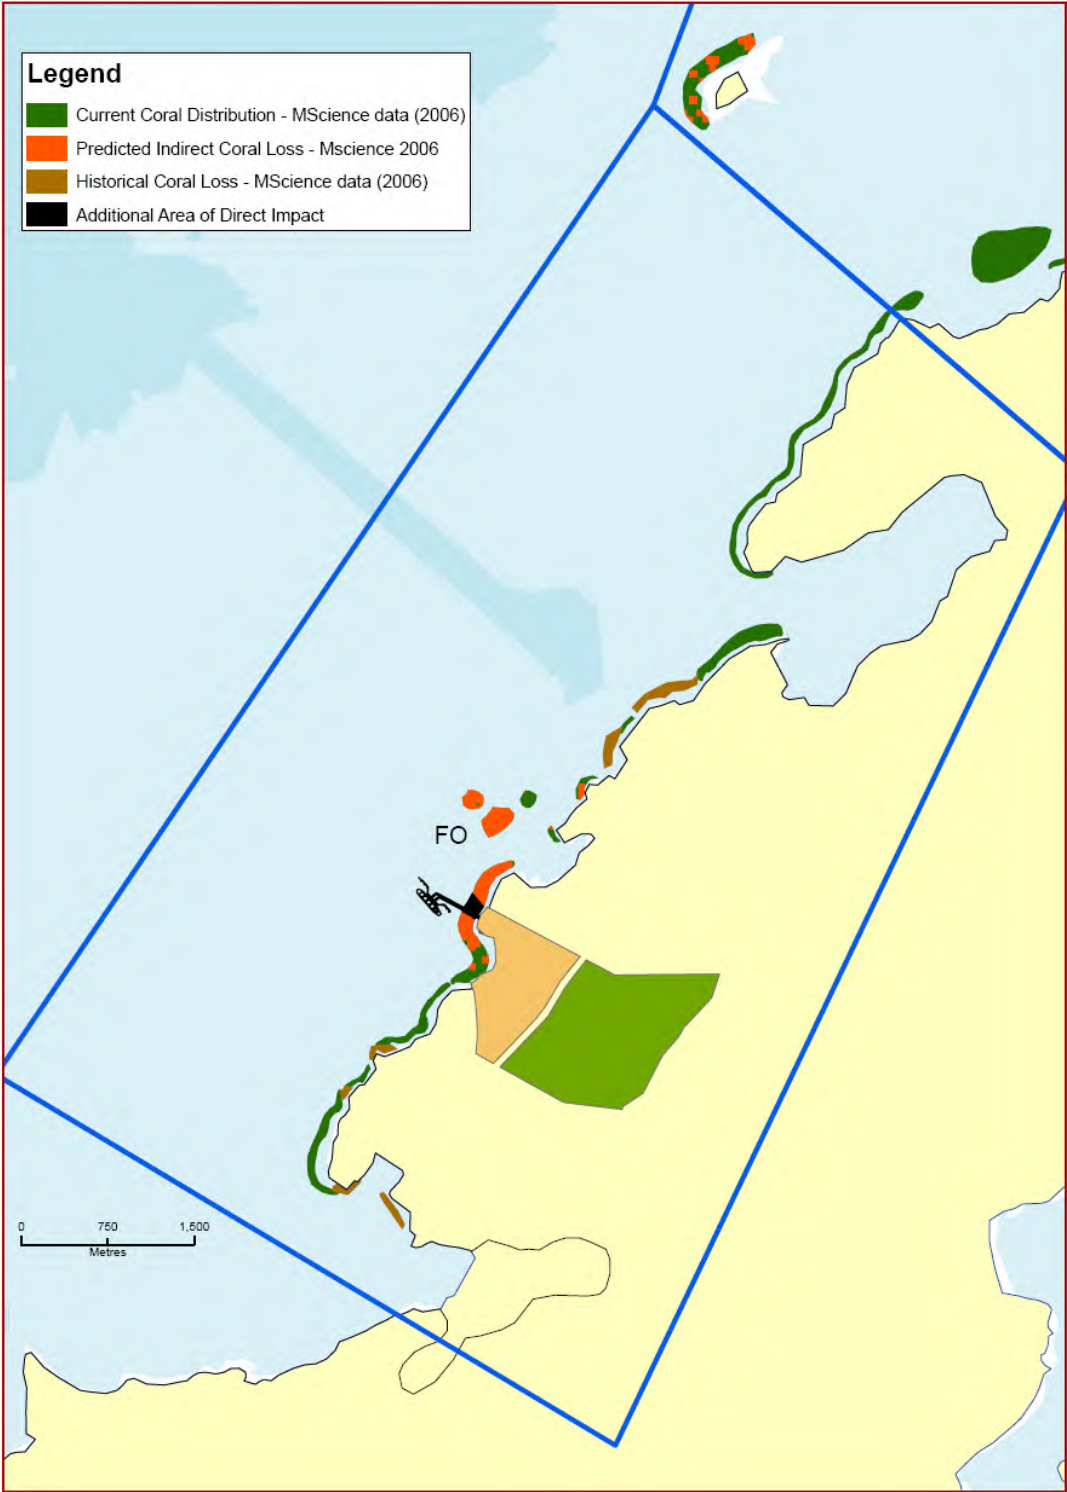 Legend
Current Coral Distribution - MScience data (2006)
Predicted Indirect Coral Loss - Mscience 2006
Historical Coral Loss - MScience data (2006)
Additional Area of Direct Impact
FO
0 750 1,500
Metres